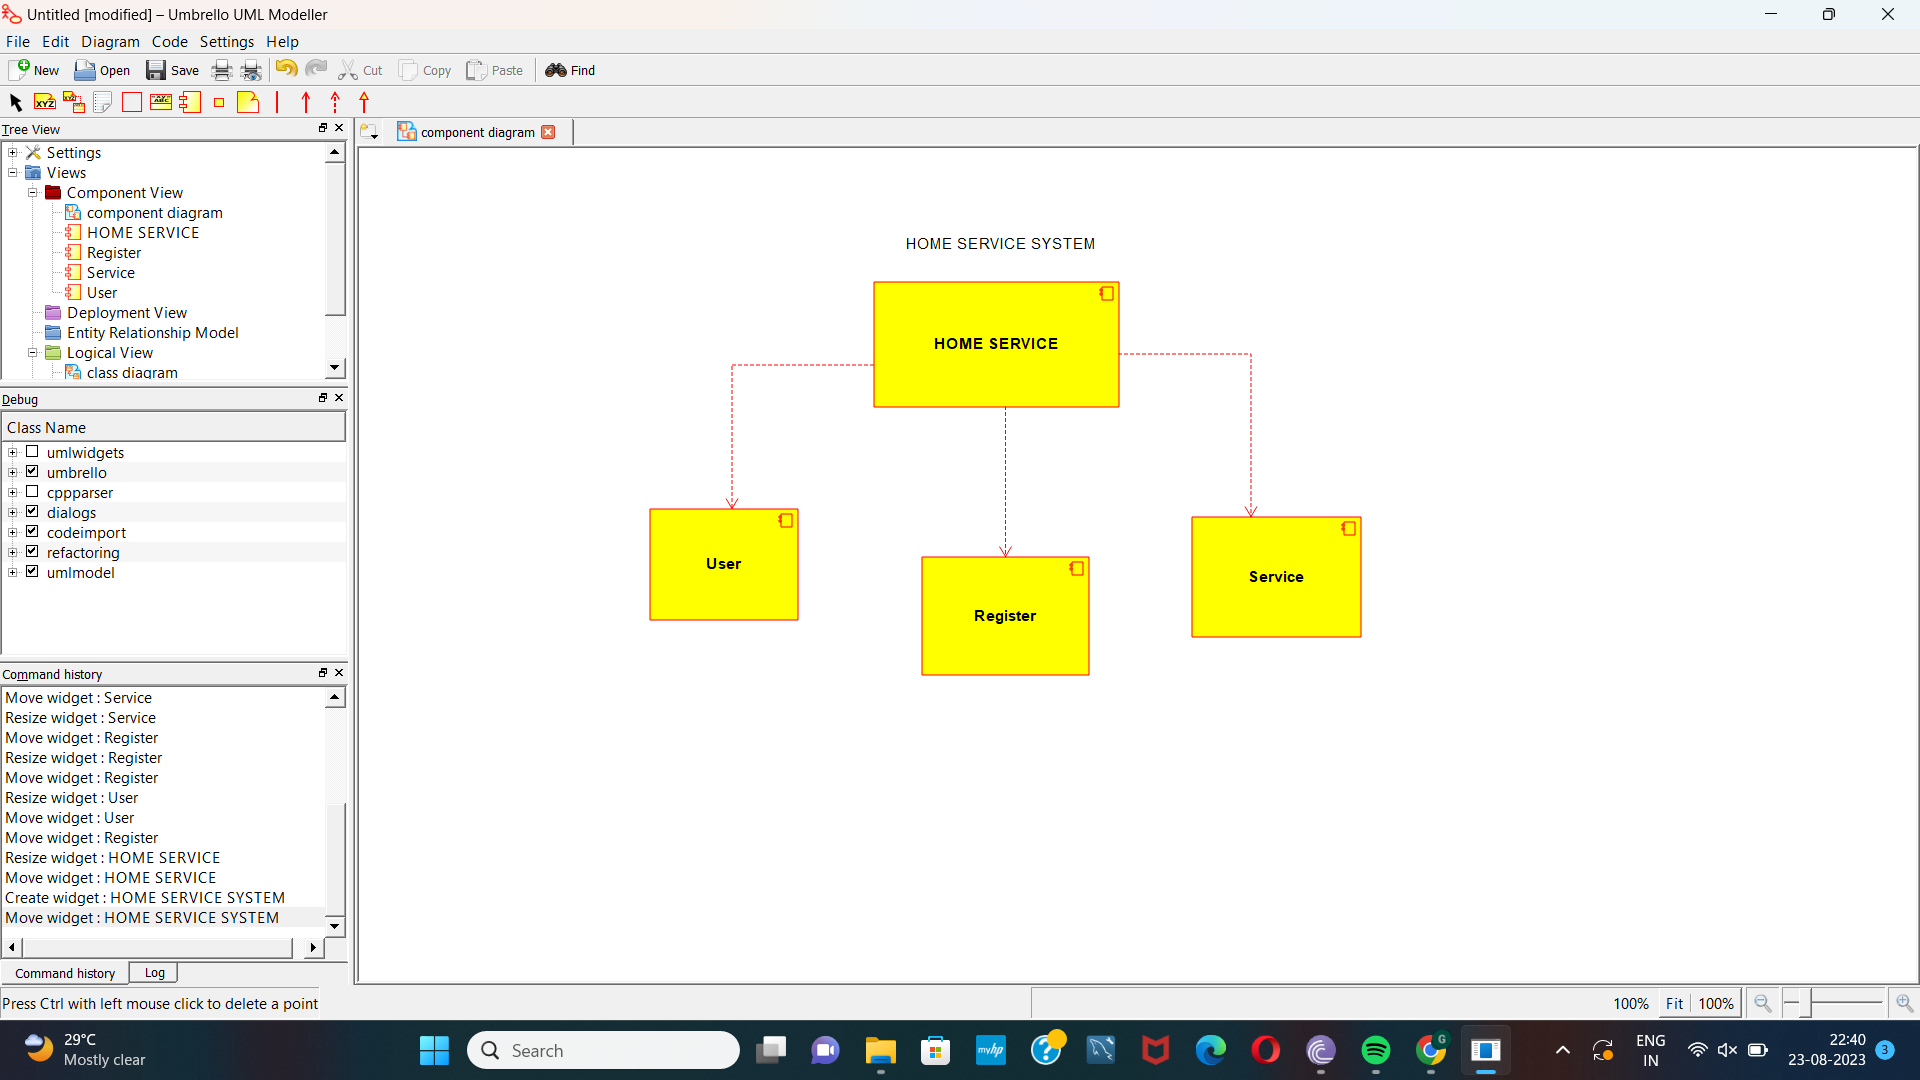 Untitled [modified] – Umbrello UML Modeller
File Edit Diagram Code Settings Help
New Open Save Cut Copy Paste Find
XYZ
Tree View
component diagram
Settings
Views
Component View
component diagram
HOME SERVICE
Register
Service
User
Deployment View
Entity Relationship Model
Logical View
class diagram
HOME SERVICE SYSTEM
HOME SERVICE
User
Register
Service
Debug
Class Name
umlwidgets
umbrello
cppparser
dialogs
codeimport
refactoring
umlmodel
Command history
Move widget : Service
Resize widget : Service
Move widget : Register
Resize widget : Register
Move widget : Register
Resize widget : User
Move widget : User
Move widget : Register
Resize widget : HOME SERVICE
Move widget : HOME SERVICE
Create widget : HOME SERVICE SYSTEM
Move widget : HOME SERVICE SYSTEM
Command history Log
Press Ctrl with left mouse click to delete a point
100% Fit 100%
29°C
Mostly clear
Search
myhp
G
ENG
IN
22:40
23-08-2023
3